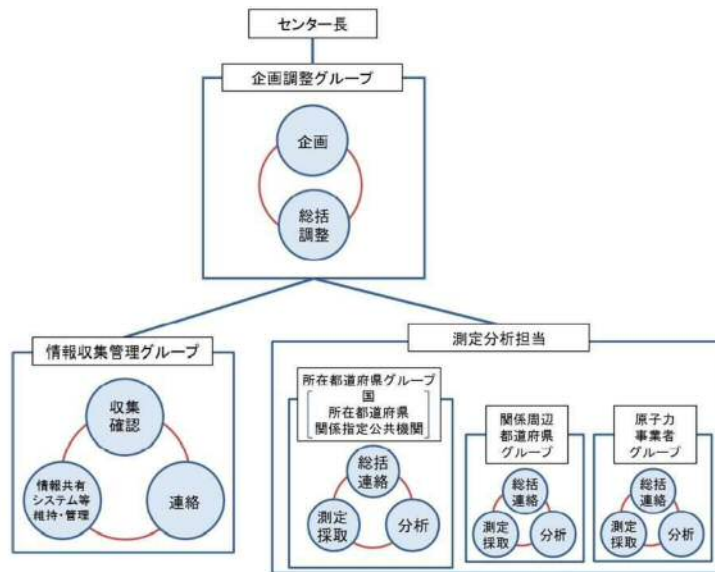 センター長
企画調整グループ
企画
総括
調整
情報収集管理グループ
収集
確認
情報共有
システム等
維持・管理
連絡
測定分析担当
所在都道府県グループ
国
所在都道府県
関係指定公共機関
総括
連絡
測定
採取
分析
関係周辺
都道府県
グループ
総括
連絡
測定
採取
分析
原子力
事業者
グループ
総括
連絡
測定
採取
分析